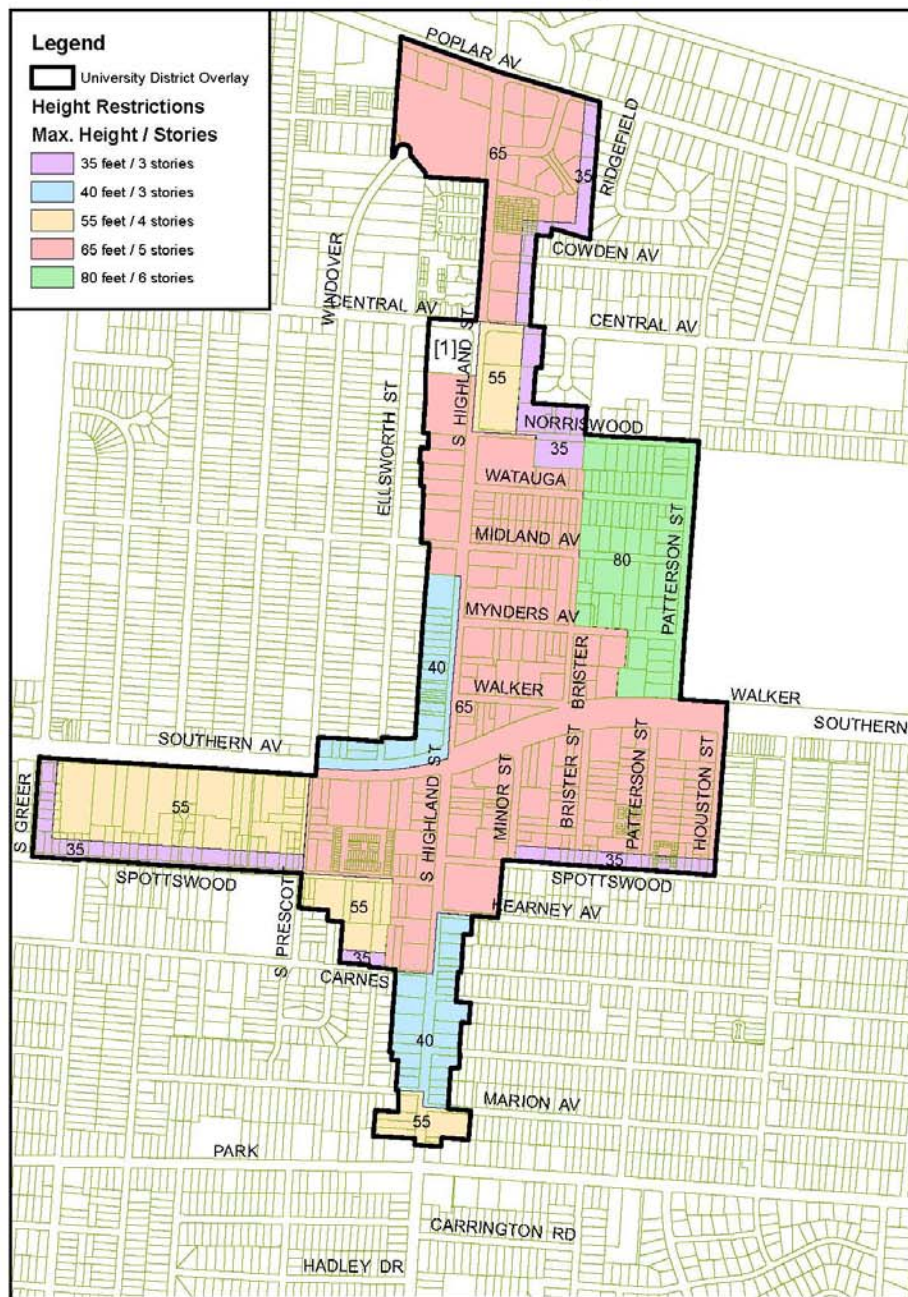 Legend
University District Overlay
Height Restrictions
Max. Height / Stories
35 feet / 3 stories
40 feet / 3 stories
55 feet / 4 stories
65 feet / 5 stories
80 feet / 6 stories
POPLAR AV
RIDGEFIELD
65
35
WINDOVER
COWDEN AV
CENTRAL AV
CENTRAL AV
[1]
S HIGHLAND ST
55
ELLSWORTH ST
NORRISWOOD
35
WATAUGA
MIDLAND AV
PATTERSON ST
80
MYNDERS AV
40
BRISTER
WALKER
65
WALKER
SOUTHERN
SOUTHERN AV
S GREER
55
S HIGHLAND ST
MINOR ST
BRISTER ST
PATTERSON ST
HOUSTON ST
35
35
SPOTTSWOOD
SPOTTSWOOD
S PRESCOT
55
KEARNEY AV
35
CARNES
40
MARION AV
55
PARK
CARRINGTON RD
HADLEY DR